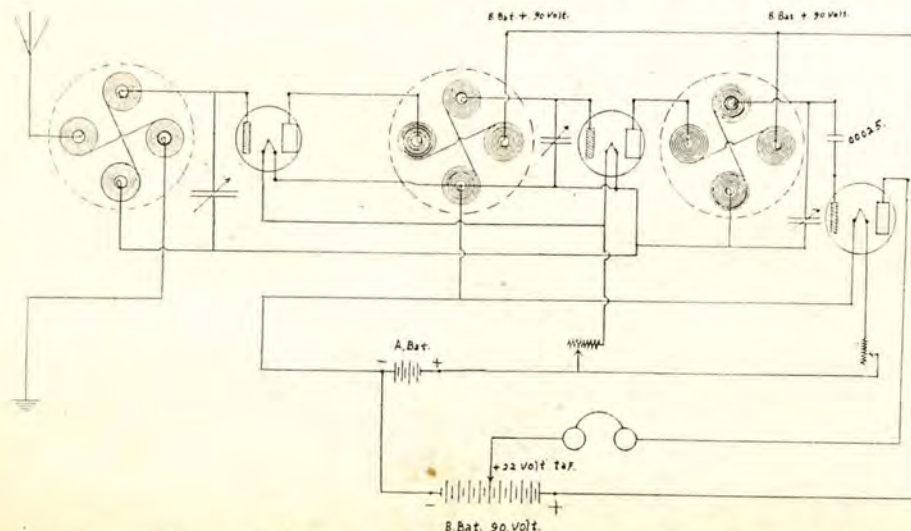 B. Bat. + 90 Volt.
B. Bat + 90 Volt.
.00025.
A. Bat.
- +
+22 Volt tap.
- +
B. Bat. 90. Volt.